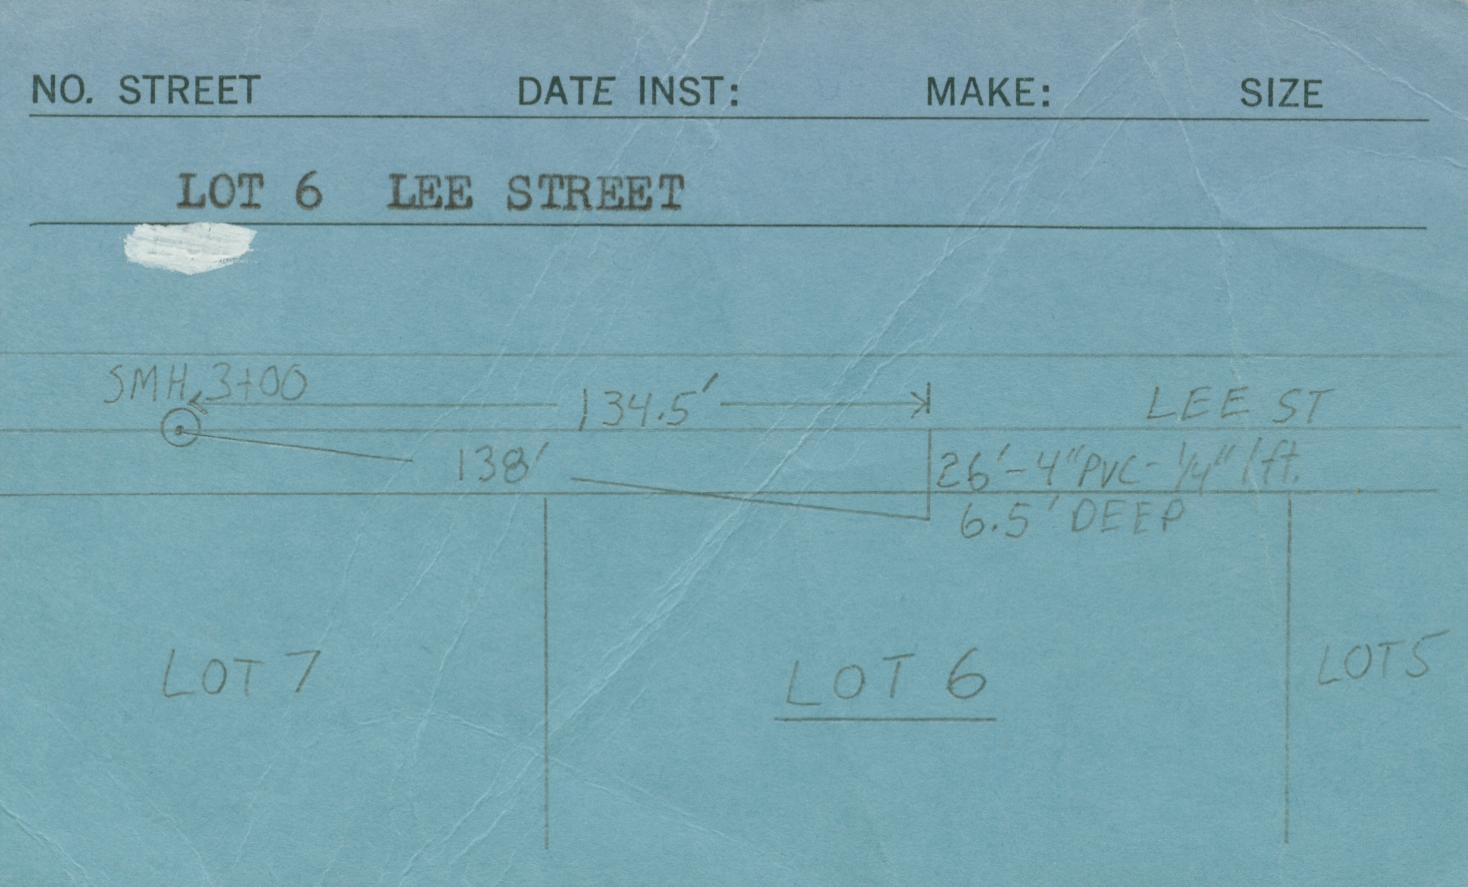 NO. STREET DATE INST: MAKE: SIZE
LOT 6 LEE STREET
SMH 3+00 134.5' LEE ST
138' 26'-4" PVC - 1/4" / ft.
6.5' DEEP
LOT 7 LOT 6 LOT 5